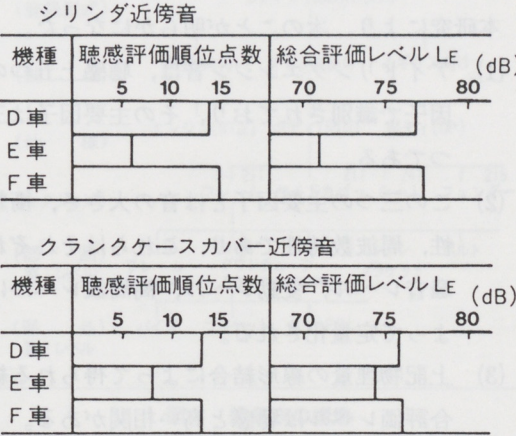 シリンダ近傍音
機種 聴感評価順位点数 総合評価レベルLE (dB)
5 10 15 70 75 80
D車
E車
F車
クランクケースカバー近傍音
機種 聴感評価順位点数 総合評価レベルLE (dB)
5 10 15 70 75 80
D車
E車
F車